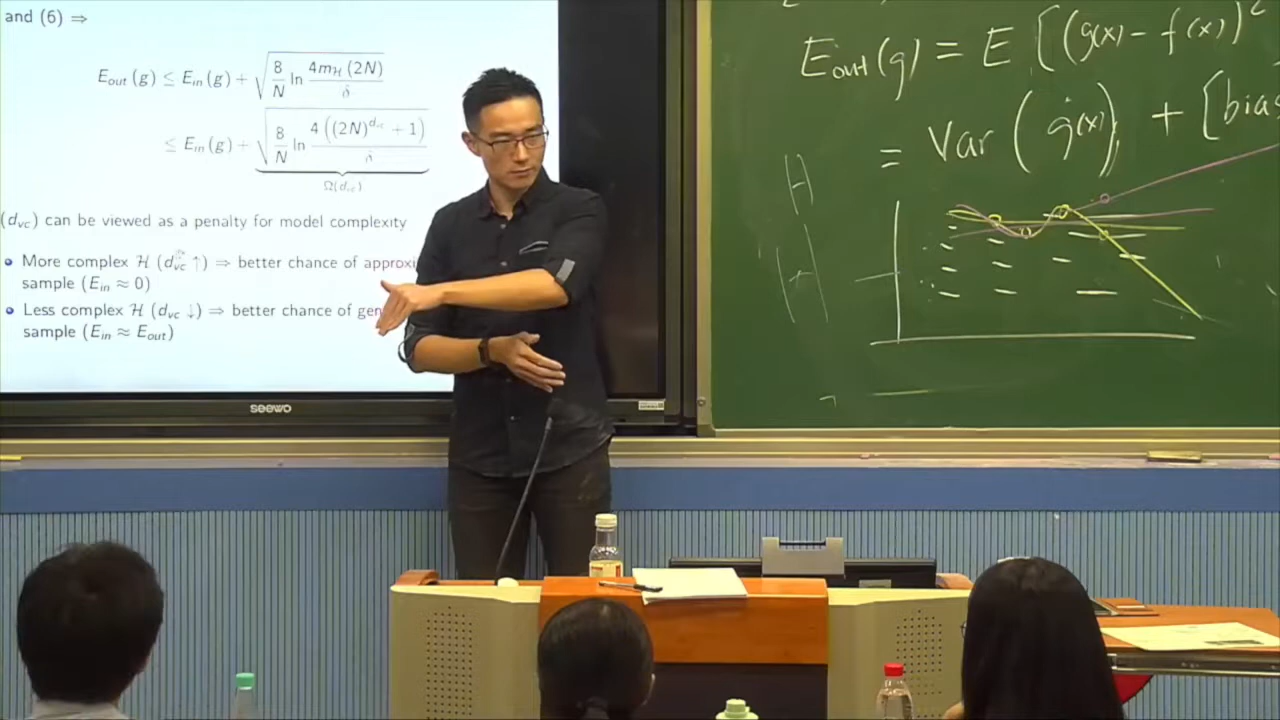 and (6) ⇒
E_out (g) ≤ E_in (g) + √(8/N ln 4m_H (2N)/δ)
≤ E_in (g) + √(8/N ln 4((2N)^{d_vc} + 1)/δ)
Ω(d_vc)
(d_vc) can be viewed as a penalty for model complexity
• More complex H (d_vc ↑) ⇒ better chance of
sample (E_in ≈ 0)
• Less complex H (d_vc ↓) ⇒ better chance of
sample (E_in ≈ E_out)
seewo
E_out(g) = E [(g(x) - f(x))²
= Var (g(x)) + [bias
H